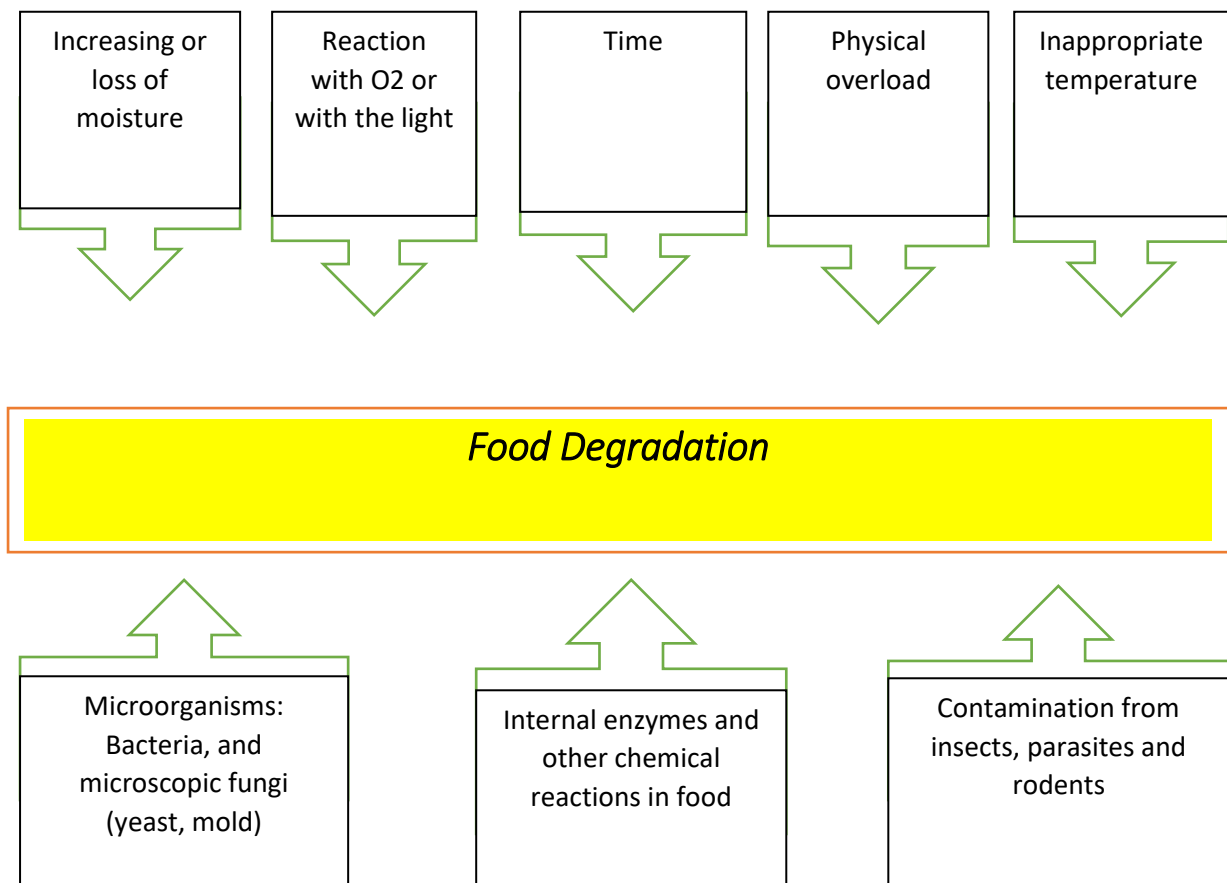 Increasing or
loss of
moisture
Reaction
with O2 or
with the light
Time
Physical
overload
Inappropriate
temperature
Food Degradation
Microorganisms:
Bacteria, and
microscopic fungi
(yeast, mold)
Internal enzymes and
other chemical
reactions in food
Contamination from
insects, parasites and
rodents